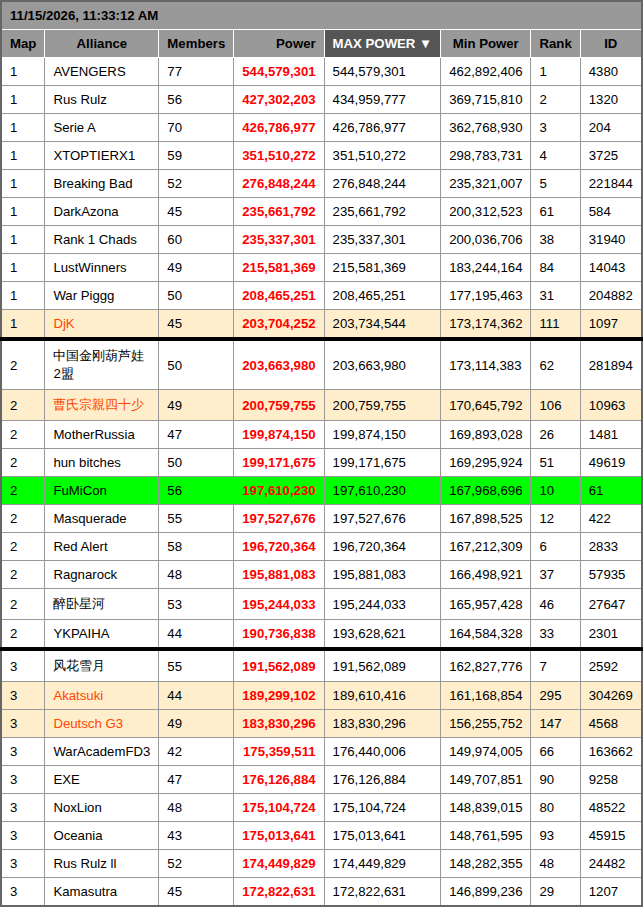 11/15/2026, 11:33:12 AM
Map Alliance Members Power MAX POWER ▼ Min Power Rank ID
1 AVENGERS 77 544,579,301 544,579,301 462,892,406 1 4380
1 Rus Rulz 56 427,302,203 434,959,777 369,715,810 2 1320
1 Serie A 70 426,786,977 426,786,977 362,768,930 3 204
1 XTOPTIERX1 59 351,510,272 351,510,272 298,783,731 4 3725
1 Breaking Bad 52 276,848,244 276,848,244 235,321,007 5 221844
1 DarkAzona 45 235,661,792 235,661,792 200,312,523 61 584
1 Rank 1 Chads 60 235,337,301 235,337,301 200,036,706 38 31940
1 LustWinners 49 215,581,369 215,581,369 183,244,164 84 14043
1 War Piggg 50 208,465,251 208,465,251 177,195,463 31 204882
1 DjK 45 203,704,252 203,734,544 173,174,362 111 1097
2 中国金刚葫芦娃
2盟 50 203,663,980 203,663,980 173,114,383 62 281894
2 曹氏宗親四十少 49 200,759,755 200,759,755 170,645,792 106 10963
2 MotherRussia 47 199,874,150 199,874,150 169,893,028 26 1481
2 hun bitches 50 199,171,675 199,171,675 169,295,924 51 49619
2 FuMiCon 56 197,610,230 197,610,230 167,968,696 10 61
2 Masquerade 55 197,527,676 197,527,676 167,898,525 12 422
2 Red Alert 58 196,720,364 196,720,364 167,212,309 6 2833
2 Ragnarock 48 195,881,083 195,881,083 166,498,921 37 57935
2 醉卧星河 53 195,244,033 195,244,033 165,957,428 46 27647
2 YKPAIHA 44 190,736,838 193,628,621 164,584,328 33 2301
3 风花雪月 55 191,562,089 191,562,089 162,827,776 7 2592
3 Akatsuki 44 189,299,102 189,610,416 161,168,854 295 304269
3 Deutsch G3 49 183,830,296 183,830,296 156,255,752 147 4568
3 WarAcademFD3 42 175,359,511 176,440,006 149,974,005 66 163662
3 EXE 47 176,126,884 176,126,884 149,707,851 90 9258
3 NoxLion 48 175,104,724 175,104,724 148,839,015 80 48522
3 Oceania 43 175,013,641 175,013,641 148,761,595 93 45915
3 Rus Rulz ll 52 174,449,829 174,449,829 148,282,355 48 24482
3 Kamasutra 45 172,822,631 172,822,631 146,899,236 29 1207